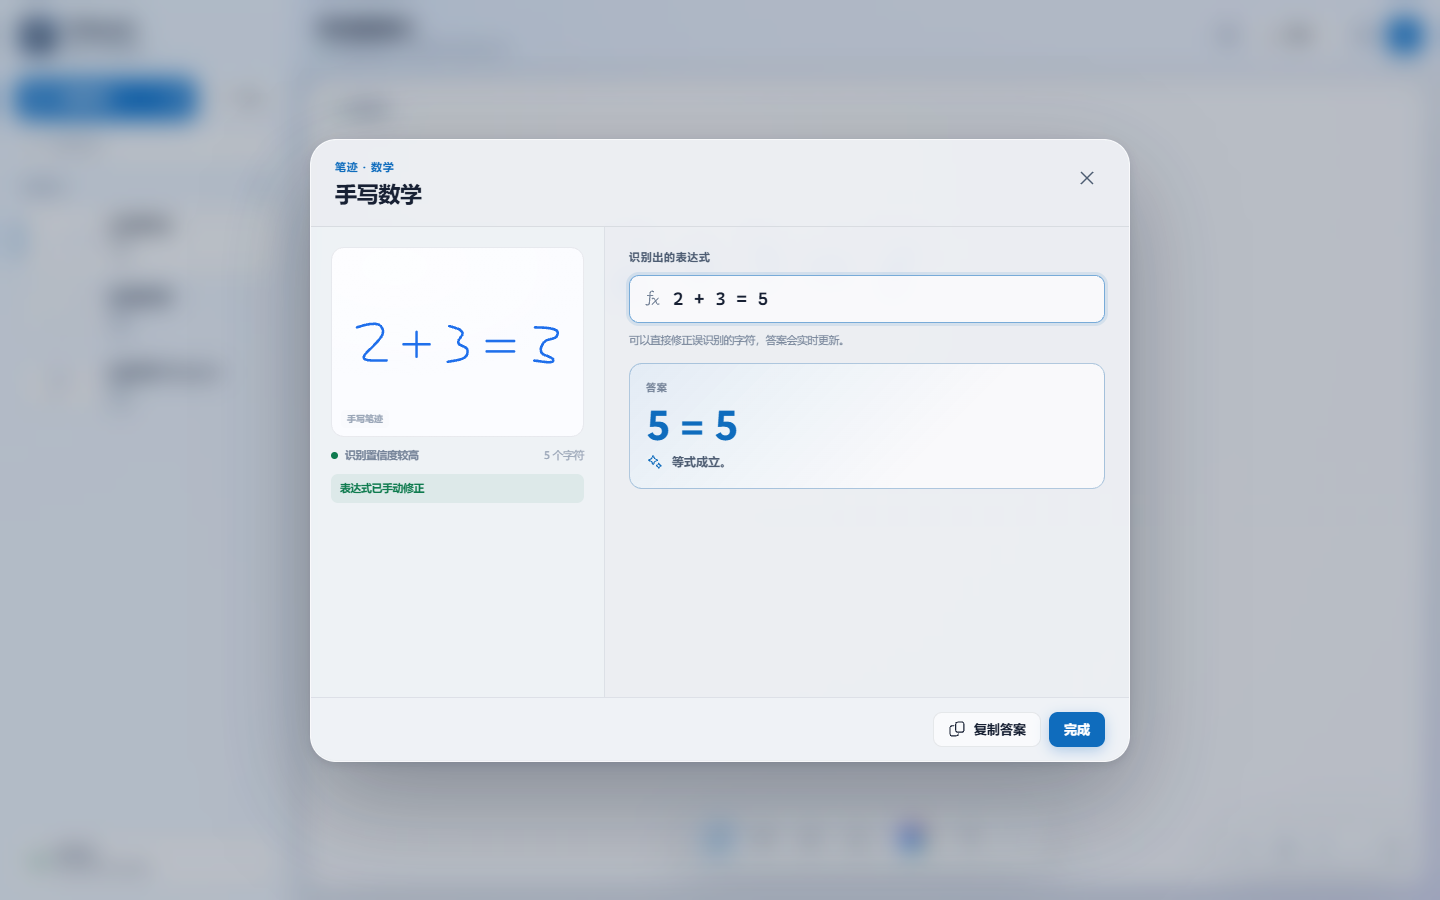 笔迹 · 数学
手写数学
2 + 3 = 3
手写笔迹
识别置信度较高
5 个字符
表达式已手动修正
识别出的表达式
fx 2 + 3 = 5
可以直接修正误识别的字符，答案会实时更新。
答案
5 = 5
等式成立。
复制答案
完成